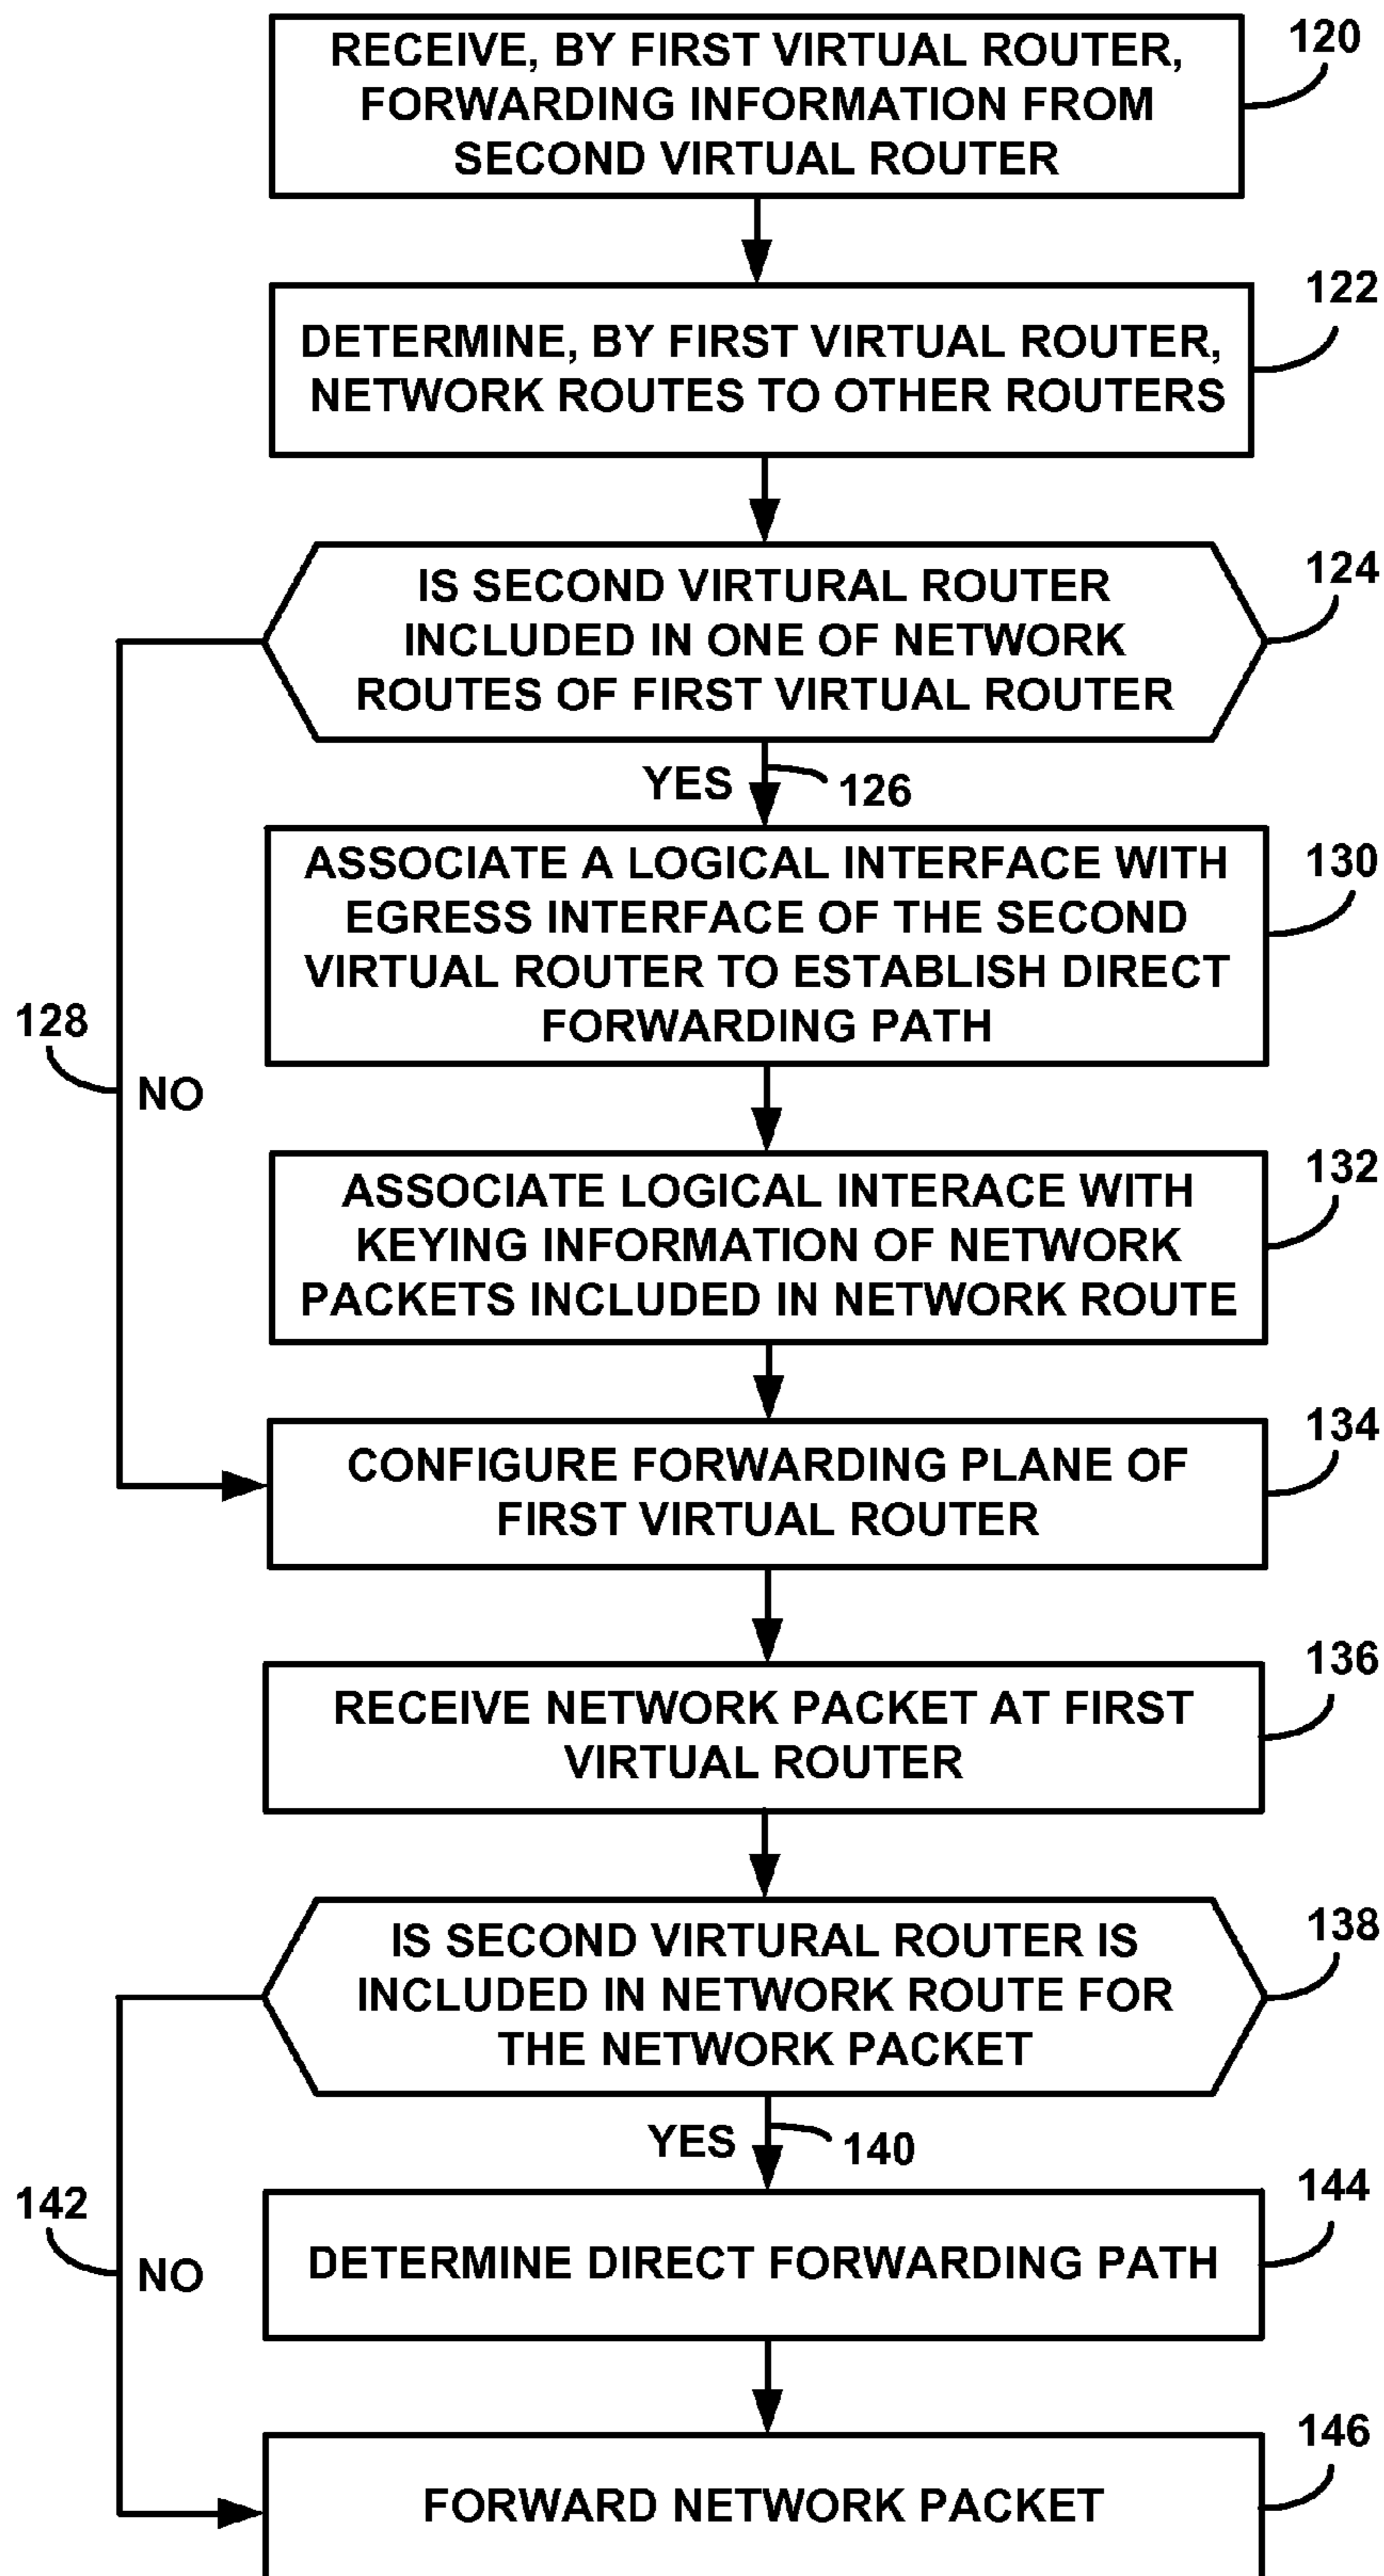 RECEIVE, BY FIRST VIRTUAL ROUTER,
FORWARDING INFORMATION FROM
SECOND VIRTUAL ROUTER
120
DETERMINE, BY FIRST VIRTUAL ROUTER,
NETWORK ROUTES TO OTHER ROUTERS
122
IS SECOND VIRTURAL ROUTER
INCLUDED IN ONE OF NETWORK
ROUTES OF FIRST VIRTUAL ROUTER
124
YES
126
128
NO
ASSOCIATE A LOGICAL INTERFACE WITH
EGRESS INTERFACE OF THE SECOND
VIRTUAL ROUTER TO ESTABLISH DIRECT
FORWARDING PATH
130
ASSOCIATE LOGICAL INTERACE WITH
KEYING INFORMATION OF NETWORK
PACKETS INCLUDED IN NETWORK ROUTE
132
CONFIGURE FORWARDING PLANE OF
FIRST VIRTUAL ROUTER
134
RECEIVE NETWORK PACKET AT FIRST
VIRTUAL ROUTER
136
IS SECOND VIRTURAL ROUTER IS
INCLUDED IN NETWORK ROUTE FOR
THE NETWORK PACKET
138
YES
140
142
NO
DETERMINE DIRECT FORWARDING PATH
144
FORWARD NETWORK PACKET
146